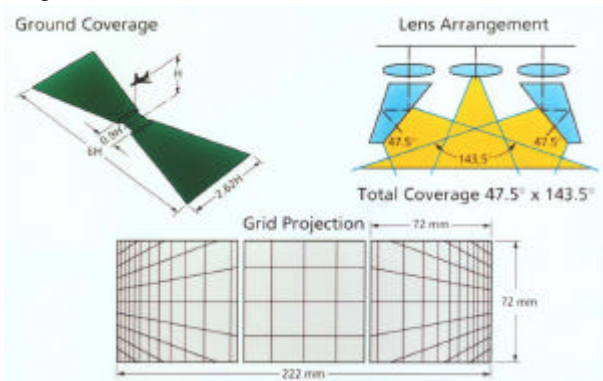 Ground Coverage
H
0.9H
6H
2.62H
Lens Arrangement
47.5°
143.5
47.5°
Total Coverage 47.5° x 143.5°
Grid Projection
72 mm
72 mm
222 mm